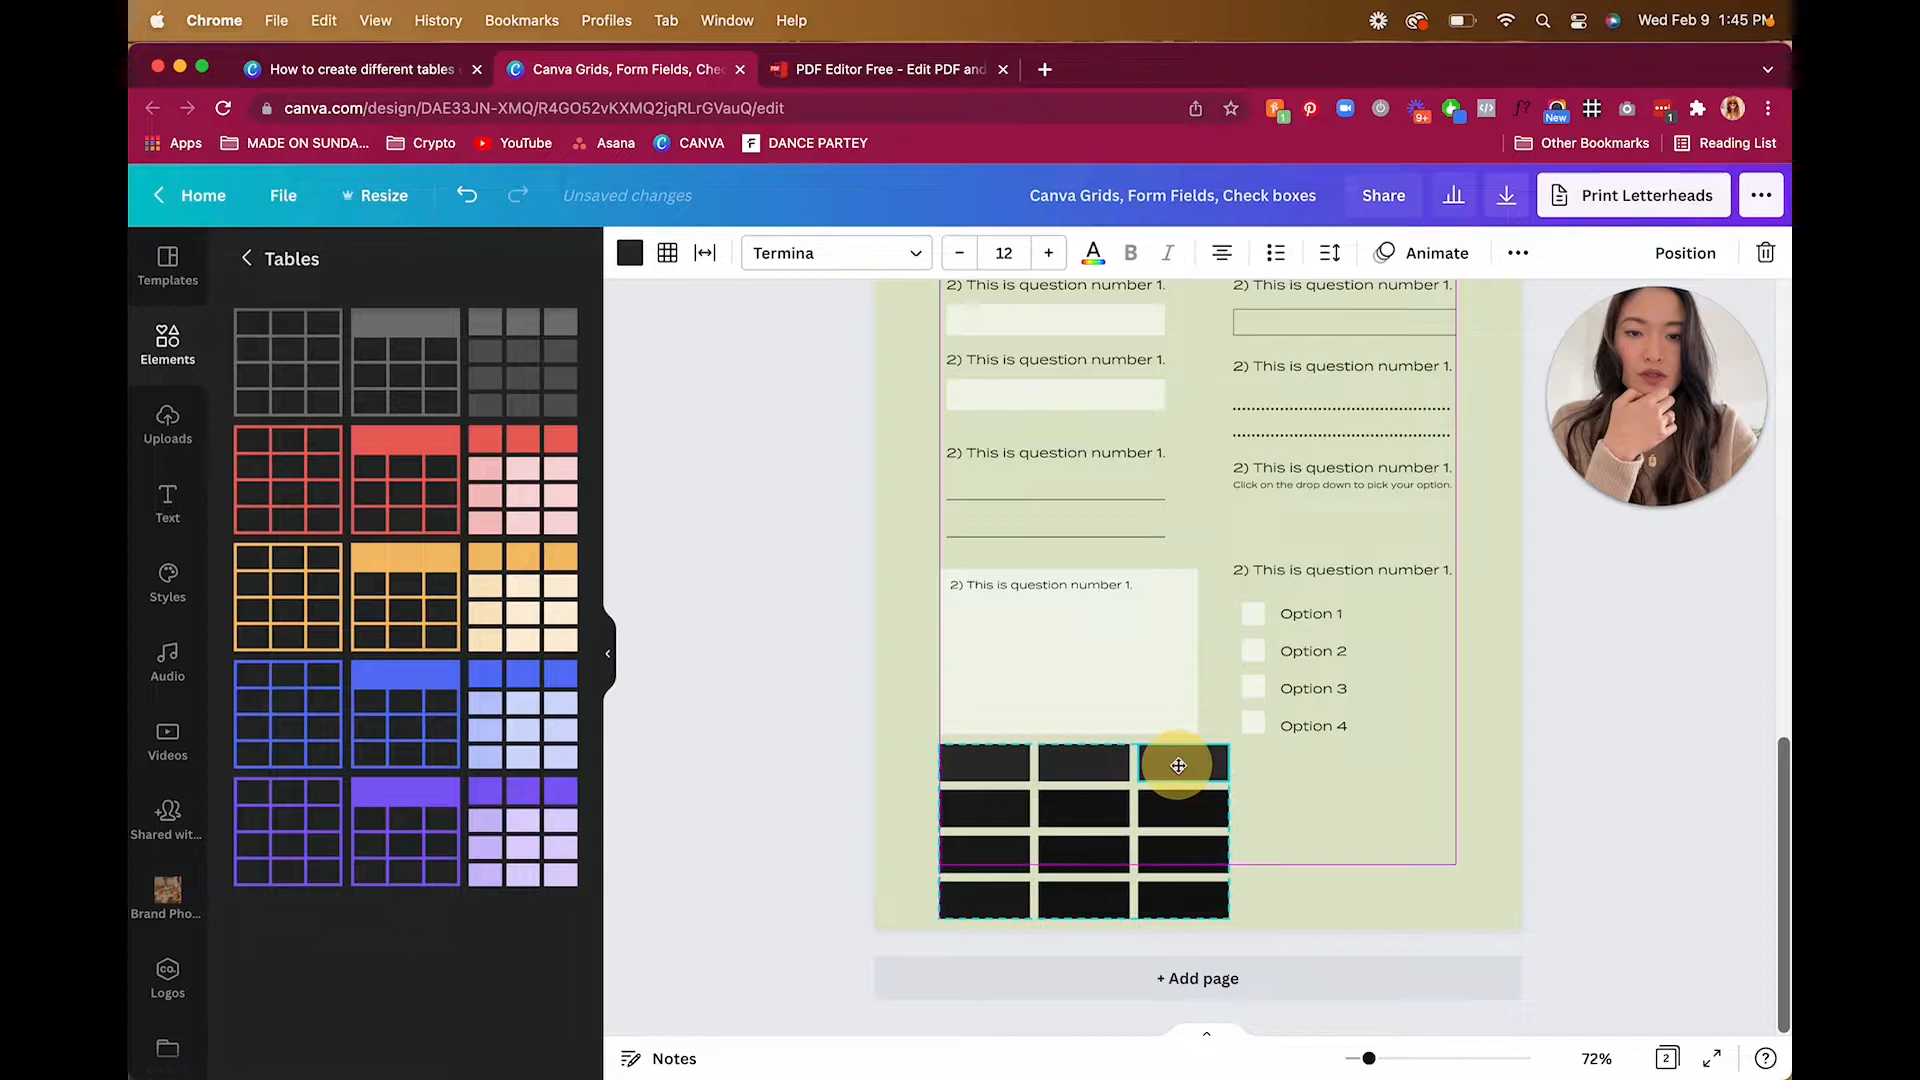 Chrome File Edit View History Bookmarks Profiles Tab Window Help Wed Feb 9 1:45 PM
How to create different tables Canva Grids, Form Fields, Che PDF Editor Free - Edit PDF and
canva.com/design/DAE33JN-XMQ/R4GO52vKXMQ2jqRLrGVauQ/edit
1 9+ New 1
Apps MADE ON SUNDA... Crypto YouTube Asana CANVA DANCE PARTEY Other Bookmarks Reading List
Home File Resize Unsaved changes Canva Grids, Form Fields, Check boxes Share Print Letterheads
Tables
Termina 12 A B I Animate Position
Templates
Elements
Uploads
Text
Styles
Audio
Videos
Shared wit...
Brand Pho...
CO.
Logos
2) This is question number 1.
2) This is question number 1.
2) This is question number 1.
2) This is question number 1.
2) This is question number 1.
2) This is question number 1.
2) This is question number 1.
Click on the drop down to pick your option.
2) This is question number 1.
Option 1
Option 2
Option 3
Option 4
+ Add page
Notes 72% 2 ?